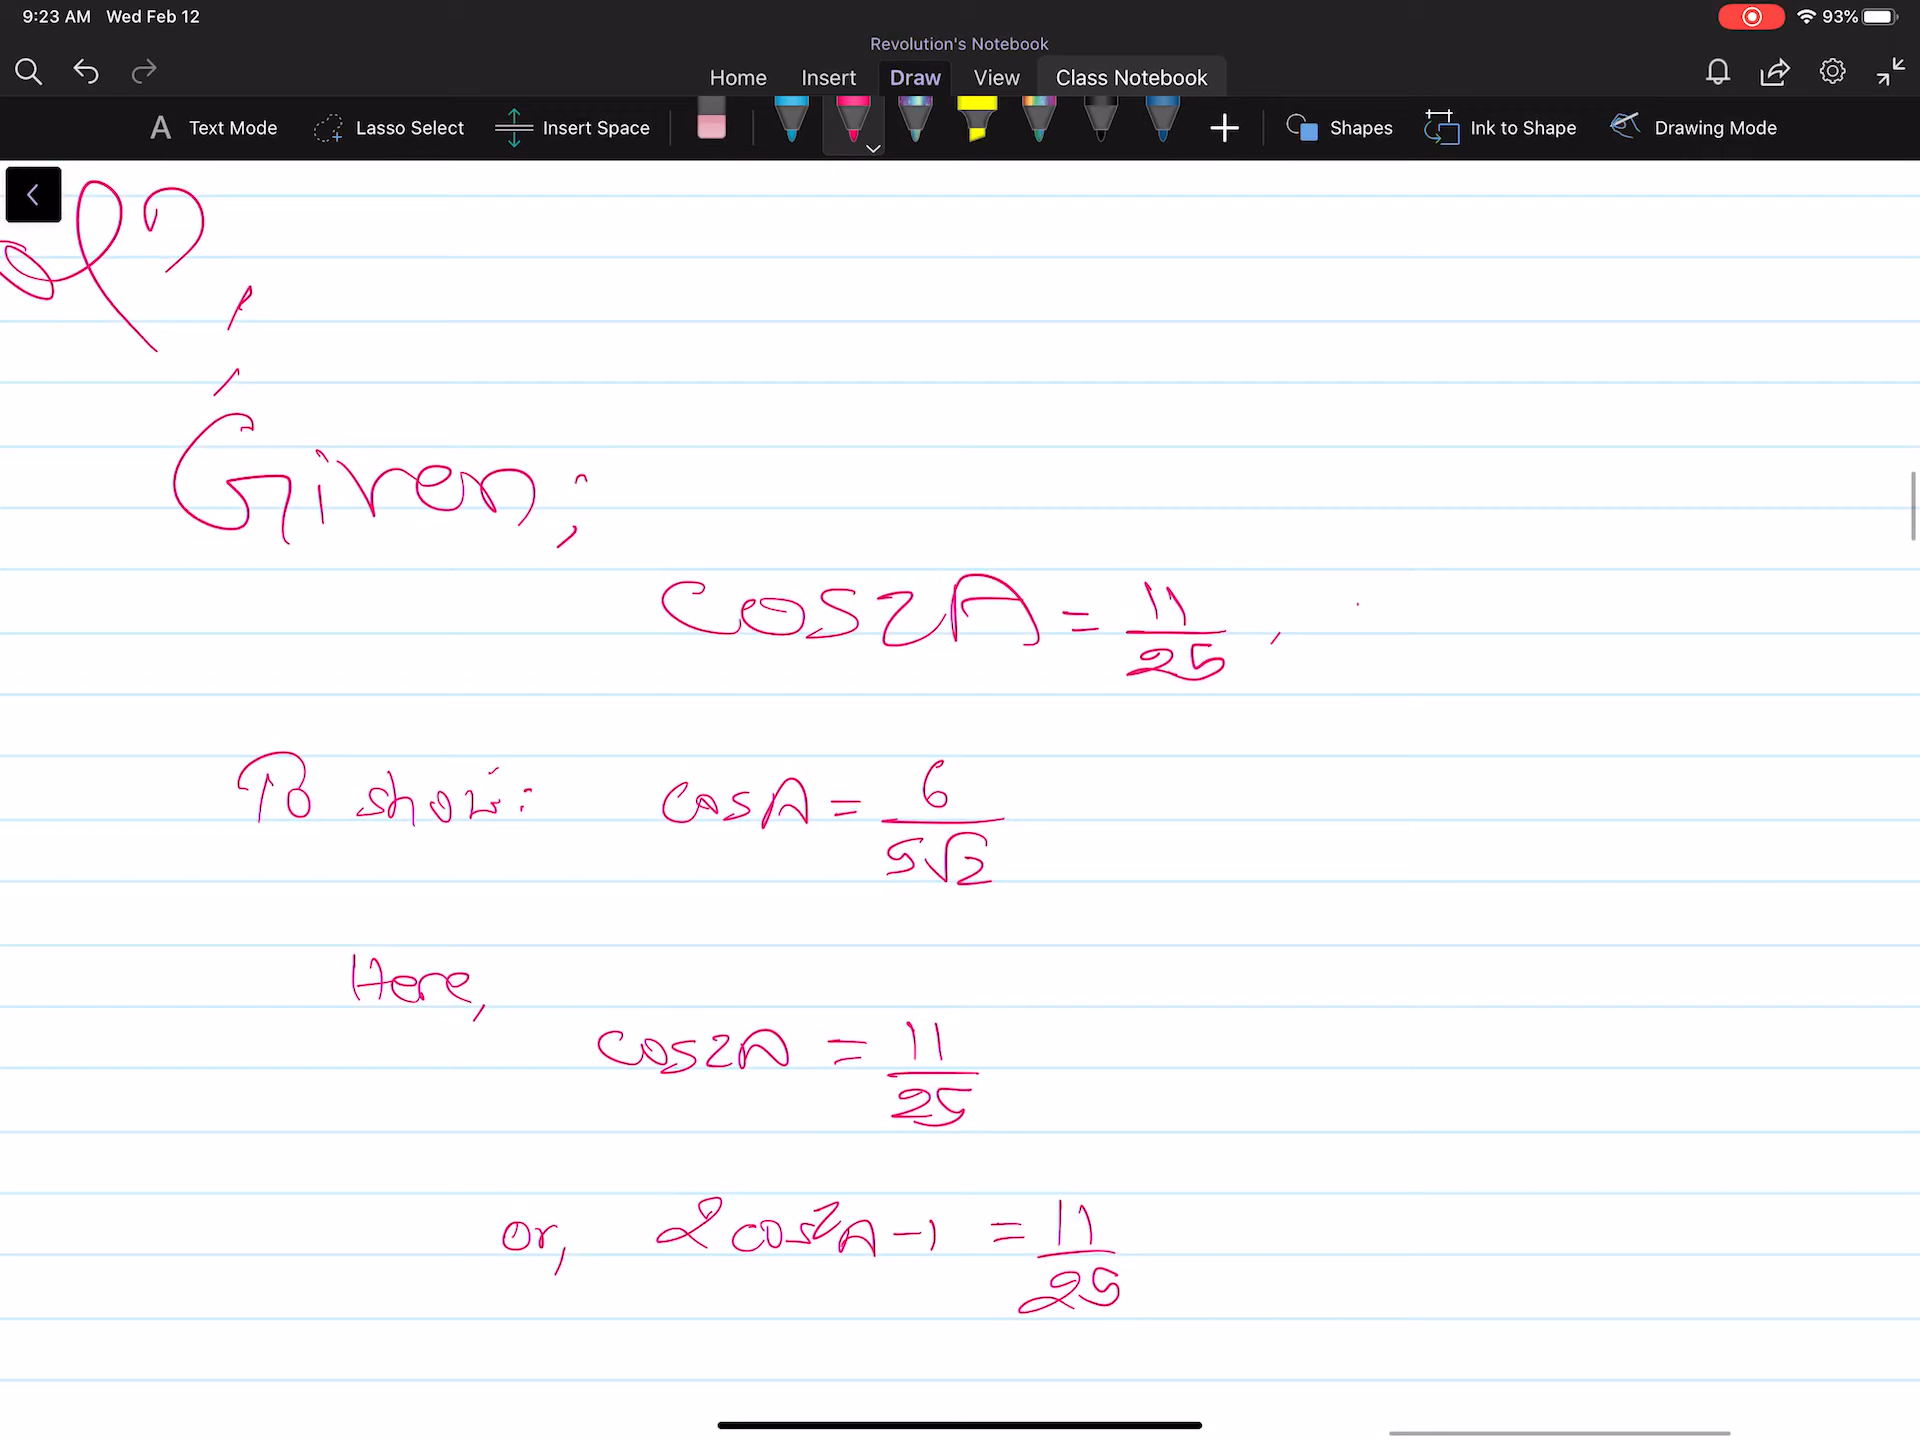 9:23 AM Wed Feb 12 93%
Revolution's Notebook
Home Insert Draw View Class Notebook
A Text Mode Lasso Select Insert Space Shapes Ink to Shape Drawing Mode
Given;
cos2A = 11/25,
To show: cosA = 6/5√2
Here,
cos2A = 11/25
or, 2cos²A-1 = 11/25